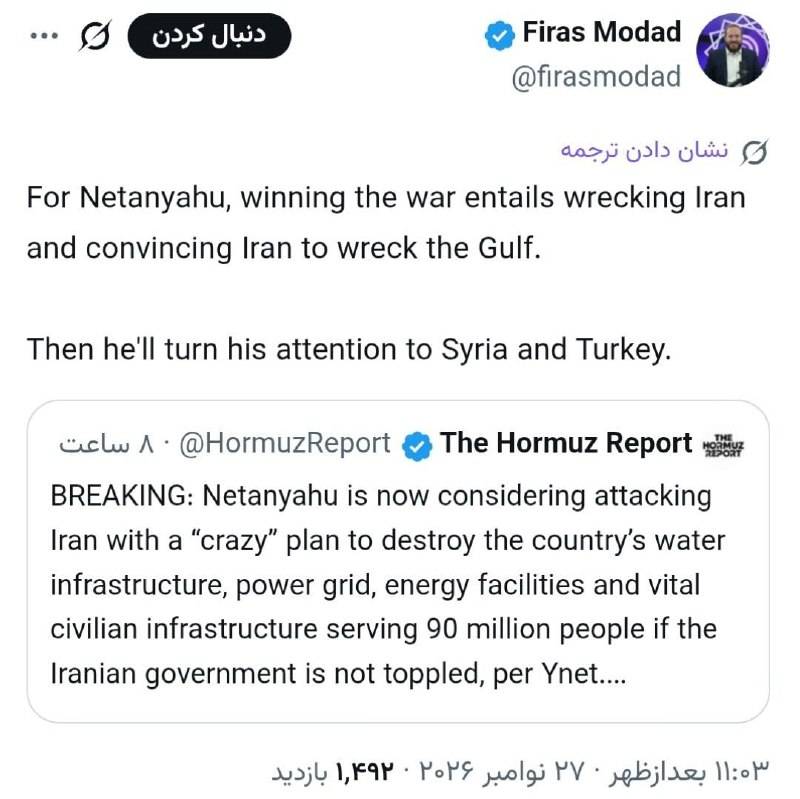 Firas Modad
@firasmodad
دنبال کردن
نشان دادن ترجمه
For Netanyahu, winning the war entails wrecking Iran
and convincing Iran to wreck the Gulf.
Then he'll turn his attention to Syria and Turkey.
THE
HORMUZ
REPORT
The Hormuz Report @HormuzReport · ۸ ساعت
BREAKING: Netanyahu is now considering attacking
Iran with a “crazy” plan to destroy the country’s water
infrastructure, power grid, energy facilities and vital
civilian infrastructure serving 90 million people if the
Iranian government is not toppled, per Ynet....
۱۱:۰۳ بعدازظهر · ۲۷ نوامبر ۲۰۲۶ · ۱,۴۹۲ بازدید